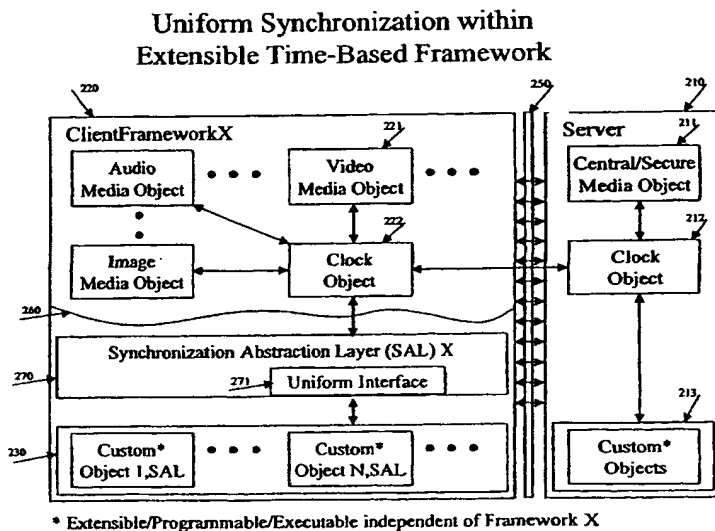 Uniform Synchronization within
Extensible Time-Based Framework
220
250
210
ClientFrameworkX
221
Server
211
Audio
Media Object
Video
Media Object
Central/Secure
Media Object
222
212
Image
Media Object
Clock
Object
Clock
Object
260
Synchronization Abstraction Layer (SAL) X
270
271
Uniform Interface
213
230
Custom*
Object 1,SAL
Custom*
Object N,SAL
Custom*
Objects
* Extensible/Programmable/Executable independent of Framework X